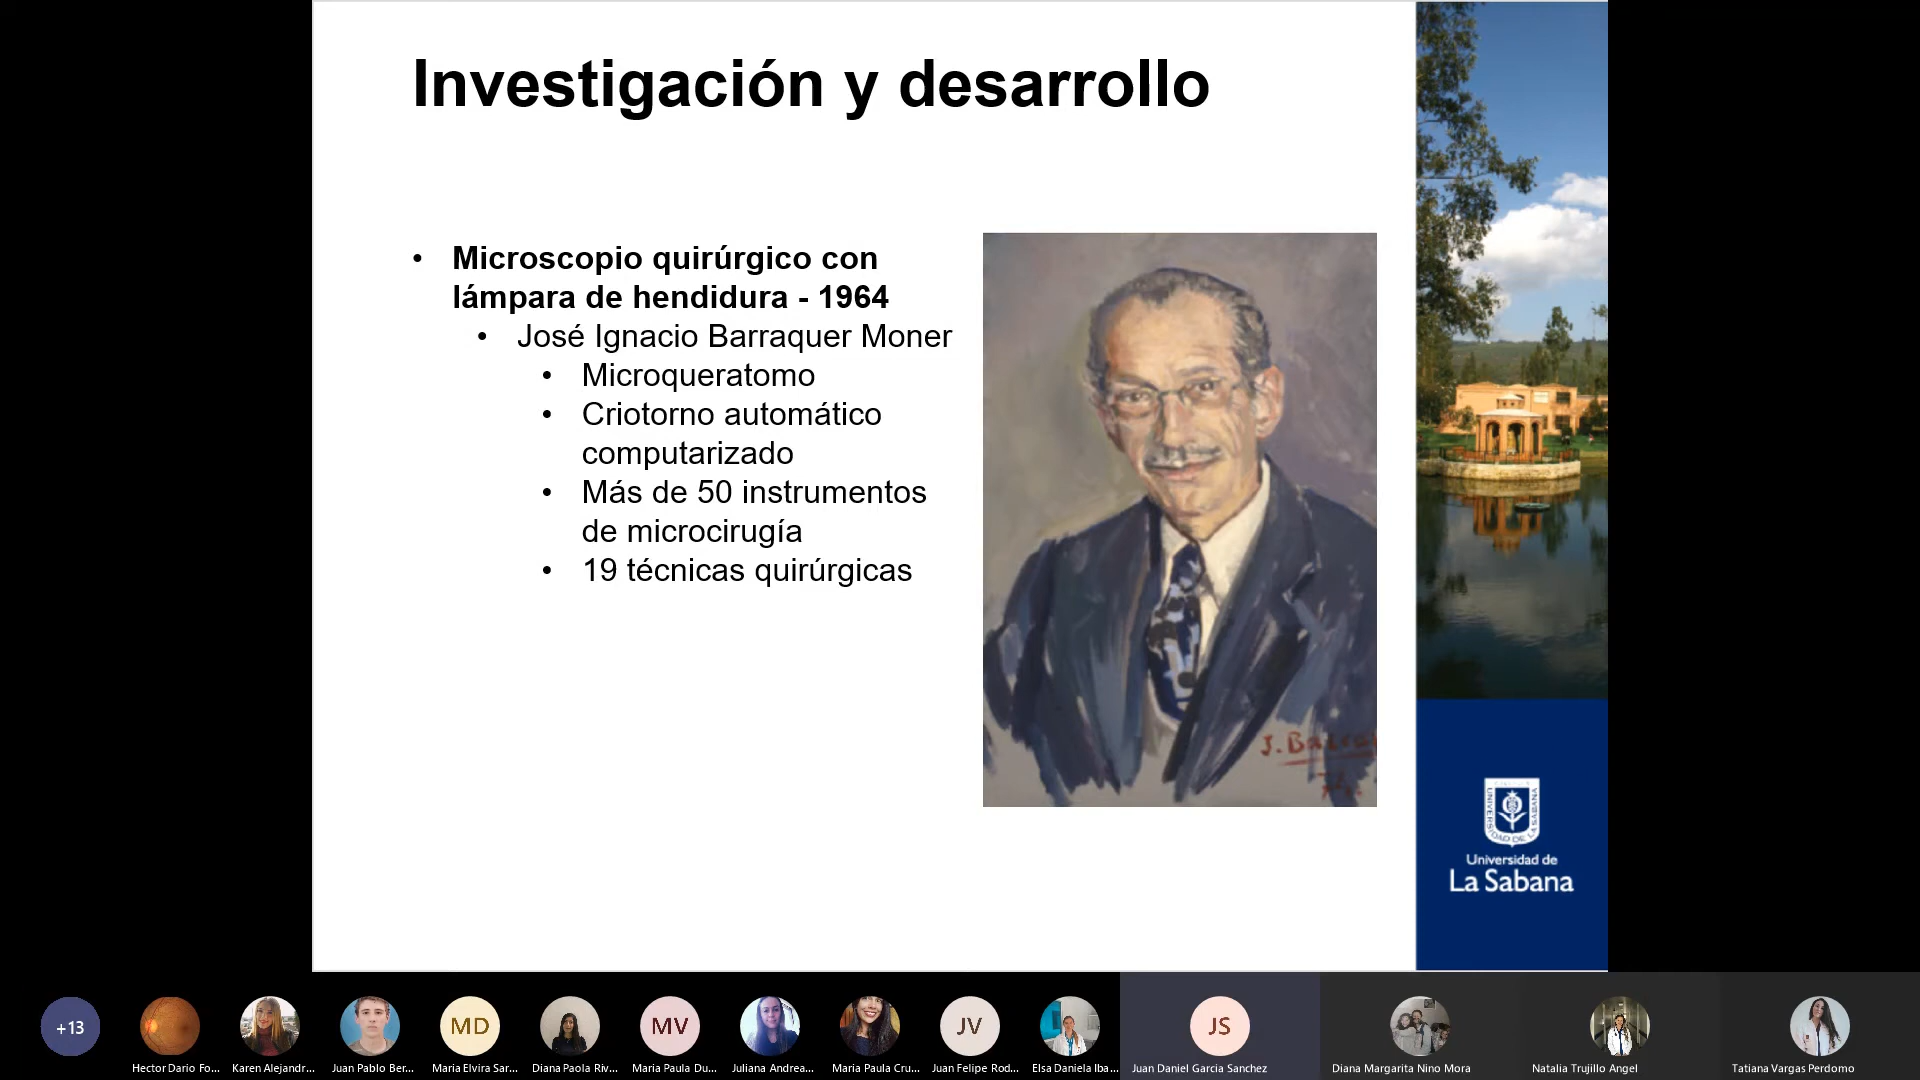 Investigación y desarrollo
• Microscopio quirúrgico con
lámpara de hendidura - 1964
• José Ignacio Barraquer Moner
• Microqueratomo
• Criotorno automático
computarizado
• Más de 50 instrumentos
de microcirugía
• 19 técnicas quirúrgicas
UNIVERSIDAD DE LA SABANA
Universidad de
La Sabana
+13
MD
MV
JV
JS
Hector Dario Fo...
Karen Alejandr...
Juan Pablo Ber...
Maria Elvira Sar...
Diana Paola Riv...
Maria Paula Du...
Juliana Andrea...
Maria Paula Cru...
Juan Felipe Rod...
Elsa Daniela Iba...
Juan Daniel Garcia Sanchez
Diana Margarita Nino Mora
Natalia Trujillo Angel
Tatiana Vargas Perdomo